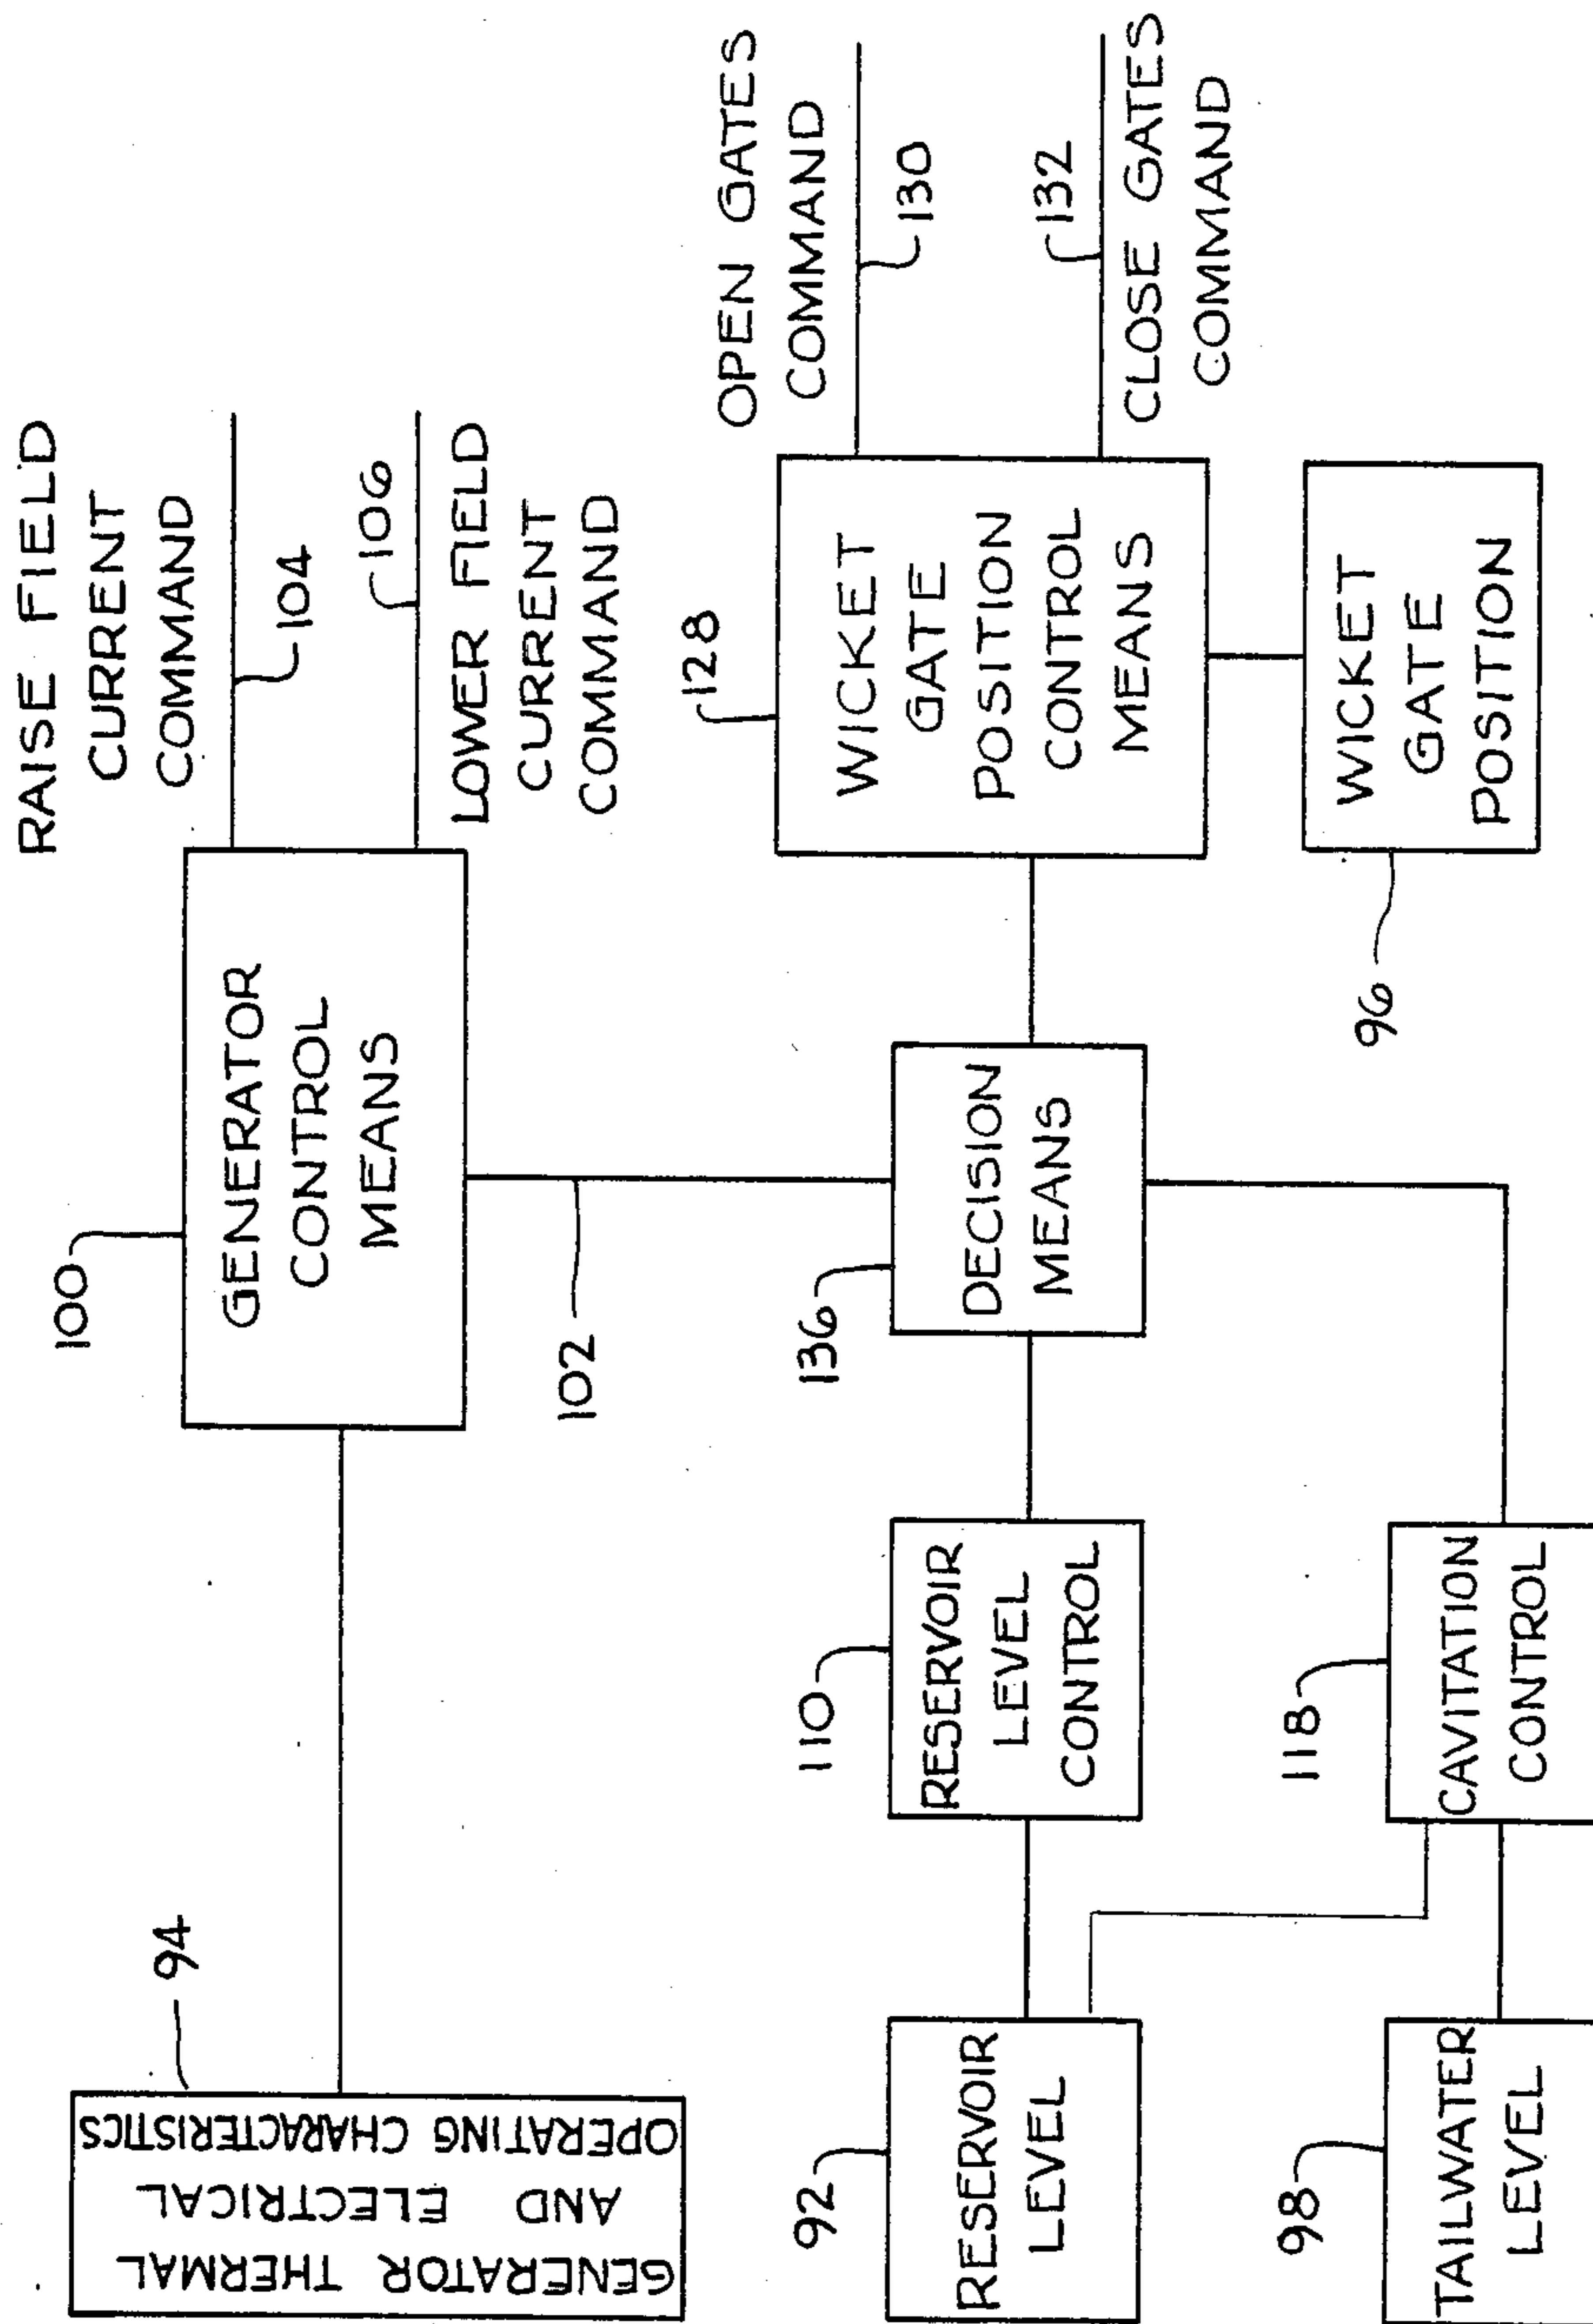 94
GENERATOR THERMAL
AND ELECTRICAL
OPERATING CHARACTERISTICS
100
GENERATOR
CONTROL
MEANS
RAISE FIELD
CURRENT
COMMAND
104
106
LOWER FIELD
CURRENT
COMMAND
102
92
RESERVOIR
LEVEL
110
RESERVOIR
LEVEL
CONTROL
136
DECISION
MEANS
128
WICKET
GATE
POSITION
CONTROL
MEANS
OPEN GATES
COMMAND
130
132
CLOSE GATES
COMMAND
98
TAILWATER
LEVEL
118
CAVITATION
CONTROL
96
WICKET
GATE
POSITION